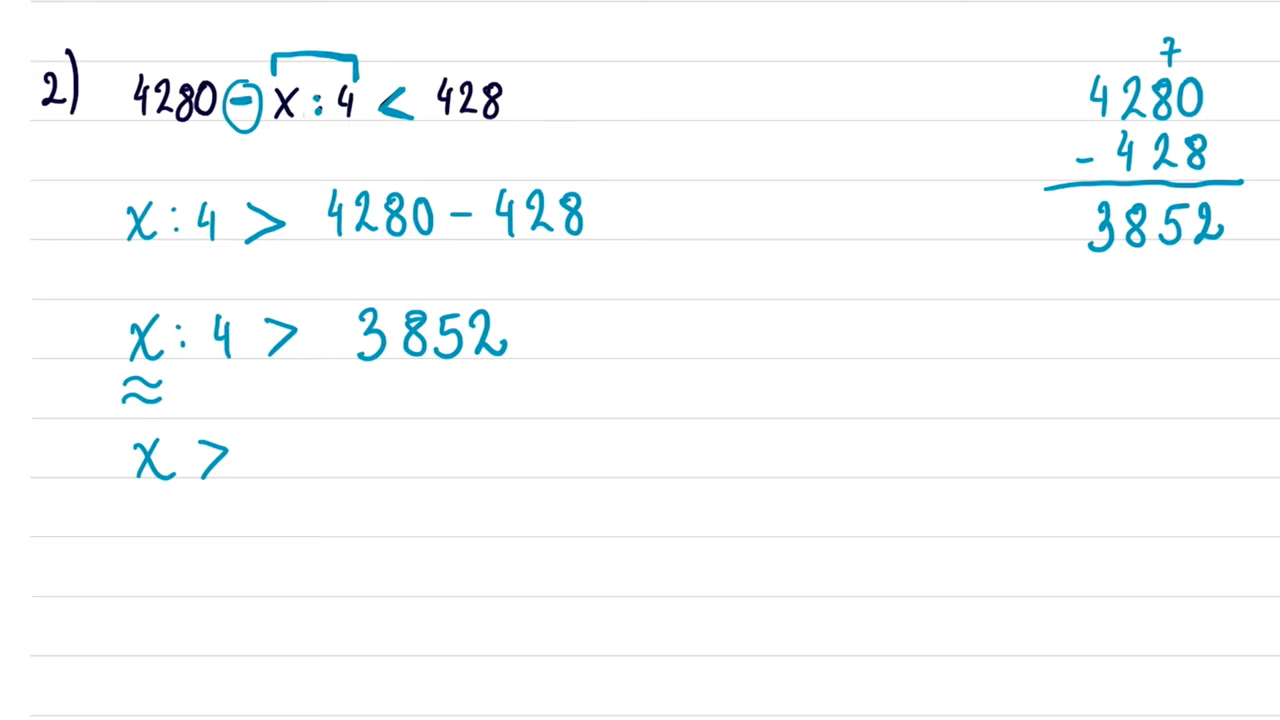 2) 4280 - x : 4 < 428
x : 4 > 4280 - 428
x : 4 > 3852
≈
x >
7
4280
- 428
3852